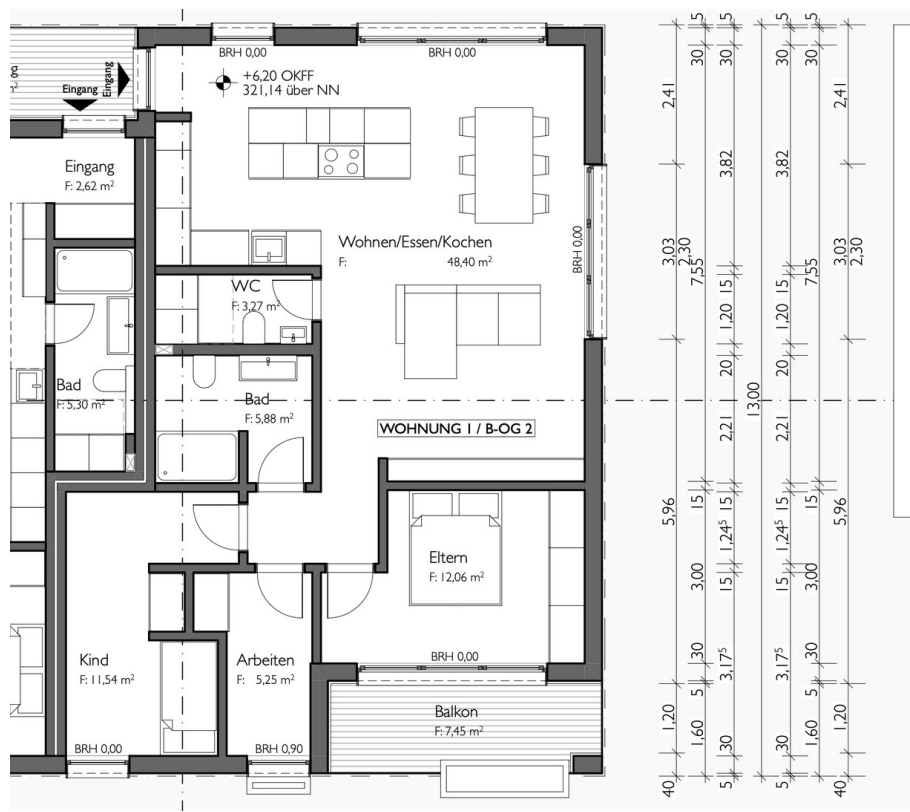 BRH 0,00
BRH 0,00
+6,20 OKFF
321,14 über NN
Eingang
Eingang
Eingang
F: 2,62 m²
Wohnen/Essen/Kochen
F: 48,40 m²
BRH 0,00
WC
F: 3,27 m²
Bad
F: 5,30 m²
Bad
F: 5,88 m²
WOHNUNG 1 / B-OG 2
Eltern
F: 12,06 m²
Kind
F: 11,54 m²
Arbeiten
F: 5,25 m²
BRH 0,00
Balkon
F: 7,45 m²
BRH 0,00
BRH 0,90
2,41
3,03
2,30
5,96
1,20
40
5
30
7,55
15
3,00
30
5
1,60
5
30
3,82
15
1,20
20
2,21
15
1,24⁵
15
3,17⁵
30
5
13,00
5
30
3,82
15
1,20
20
2,21
15
1,24⁵
15
3,17⁵
30
5
5
30
7,55
15
3,00
30
5
1,60
2,41
3,03
2,30
5,96
1,20
40